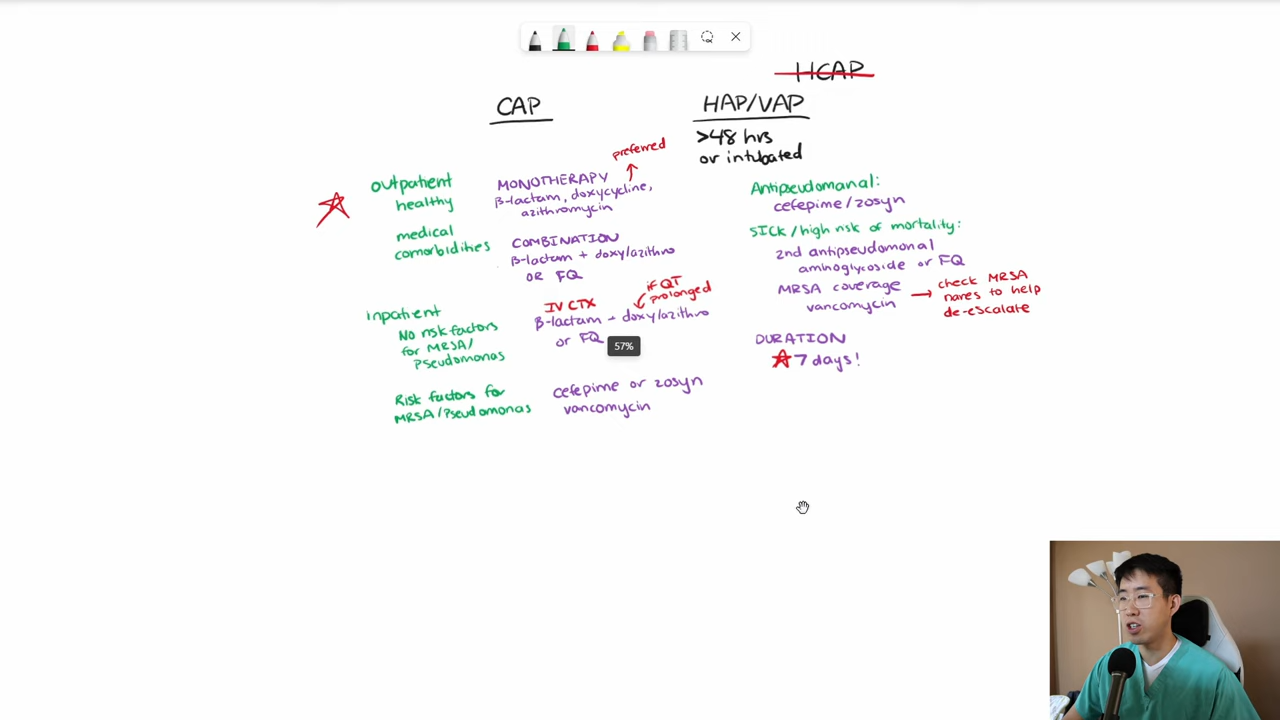 HCAP
CAP
HAP/VAP
>48 hrs
or intubated
preferred
outpatient
healthy
MONOTHERAPY
β-lactam, doxycycline,
azithromycin
medical
comorbidities
COMBINATION
β-lactam + doxy/azithro
OR FQ
inpatient
No risk factors
for MRSA/
Pseudomonas
IV CTX
if QT
prolonged
β-lactam + doxy/azithro
or FQ
57%
Risk factors for
MRSA/Pseudomonas
cefepime or zosyn
vancomycin
Antipseudomonal:
cefepime/zosyn
SICK/high risk of mortality:
2nd antipseudomonal
aminoglycoside or FQ
MRSA coverage
vancomycin
check MRSA
nares to help
de-escalate
DURATION
7 days!